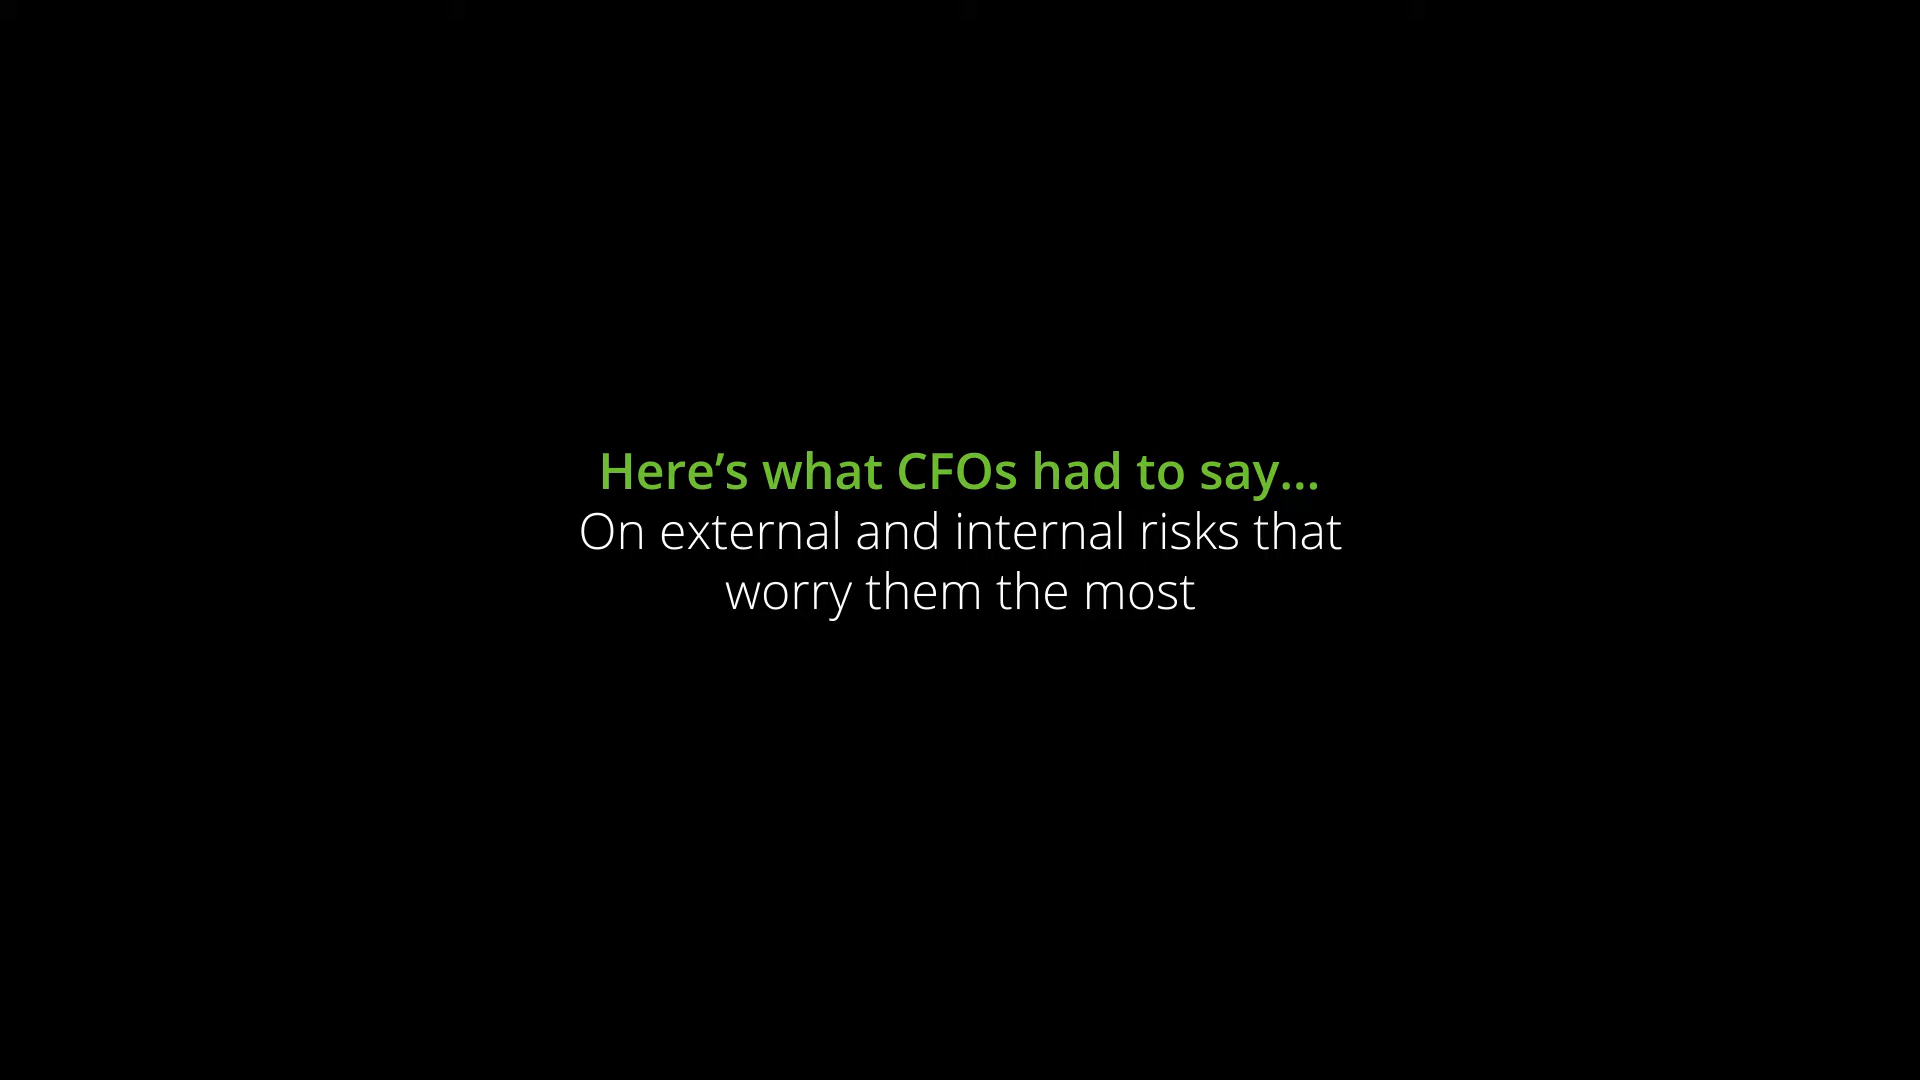 Here’s what CFOs had to say...
On external and internal risks that
worry them the most